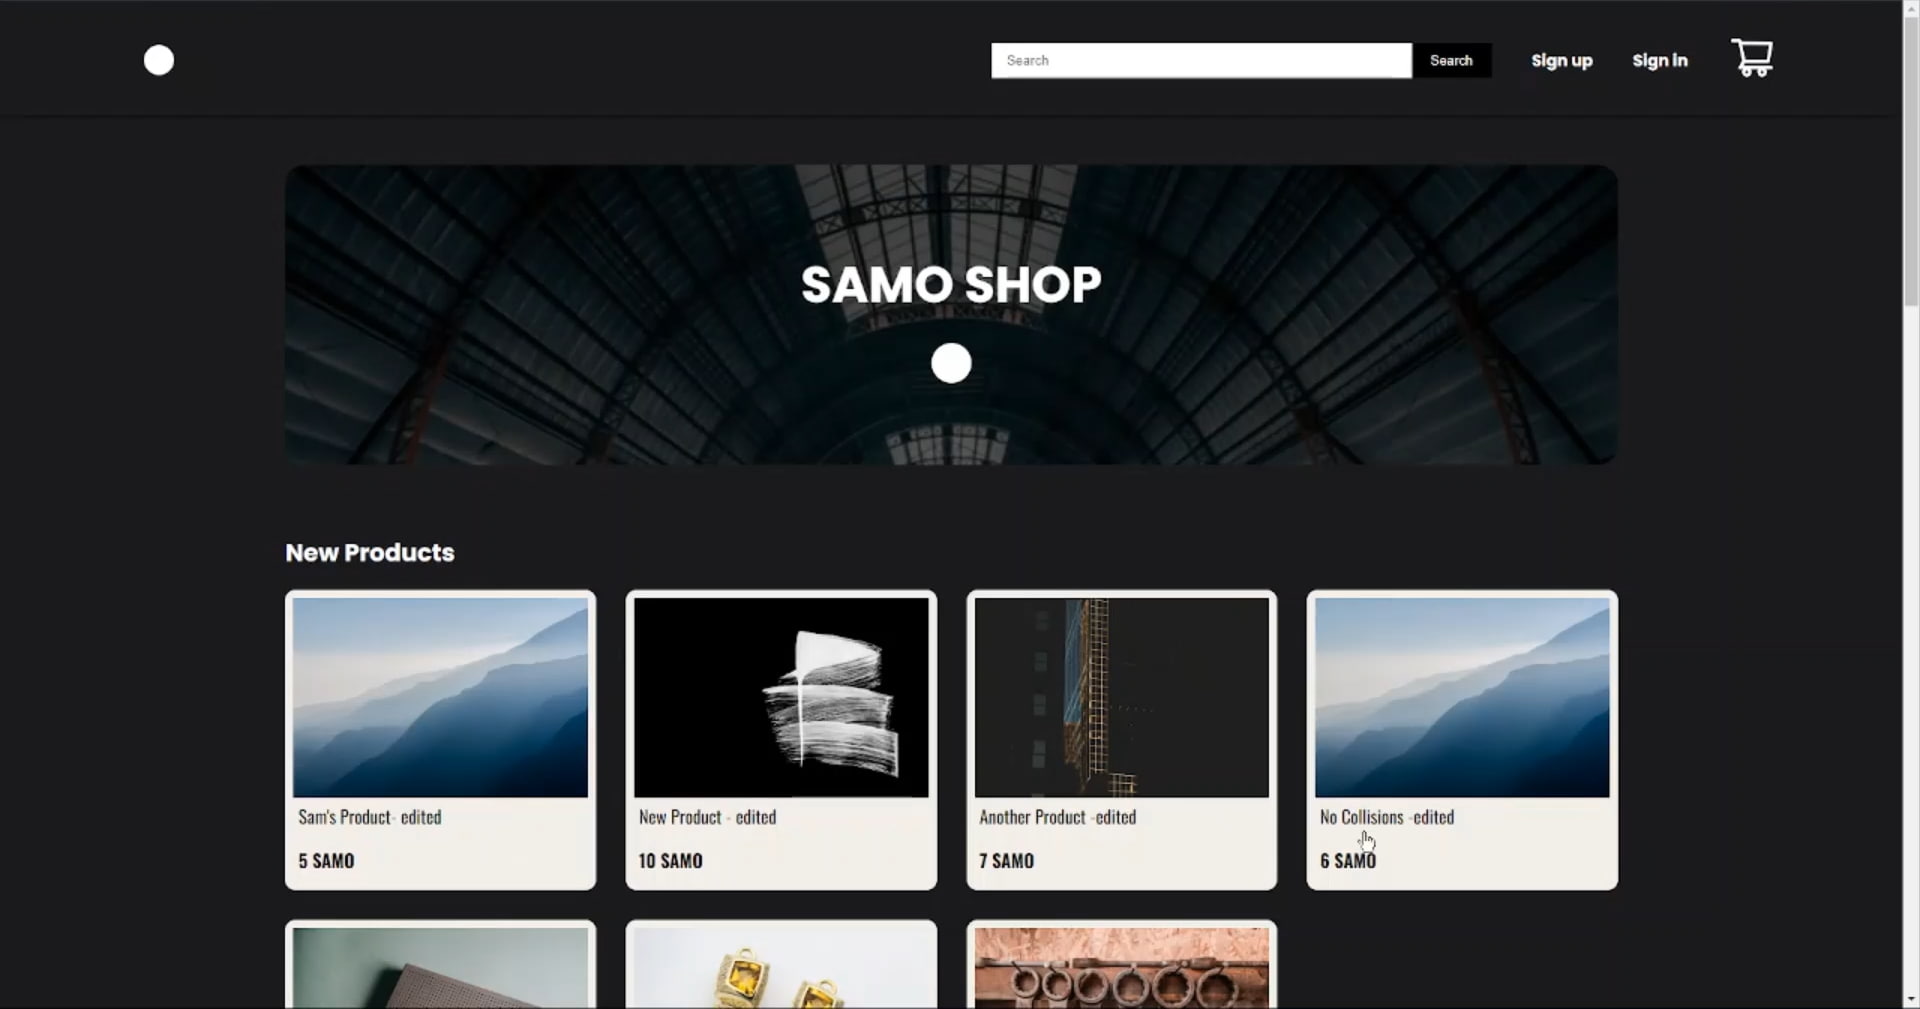 Search
Search
Sign up
Sign in
SAMO SHOP
New Products
Sam's Product- edited
5 SAMO
New Product - edited
10 SAMO
Another Product -edited
7 SAMO
No Collisions -edited
6 SAMO